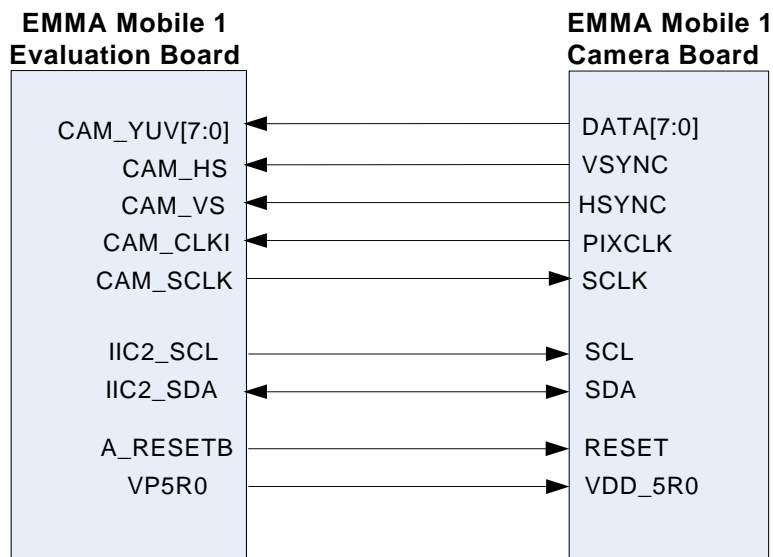 EMMA Mobile 1
Evaluation Board
EMMA Mobile 1
Camera Board
CAM_YUV[7:0]
DATA[7:0]
CAM_HS
VSYNC
CAM_VS
HSYNC
CAM_CLKI
PIXCLK
CAM_SCLK
SCLK
IIC2_SCL
SCL
IIC2_SDA
SDA
A_RESETB
RESET
VP5R0
VDD_5R0